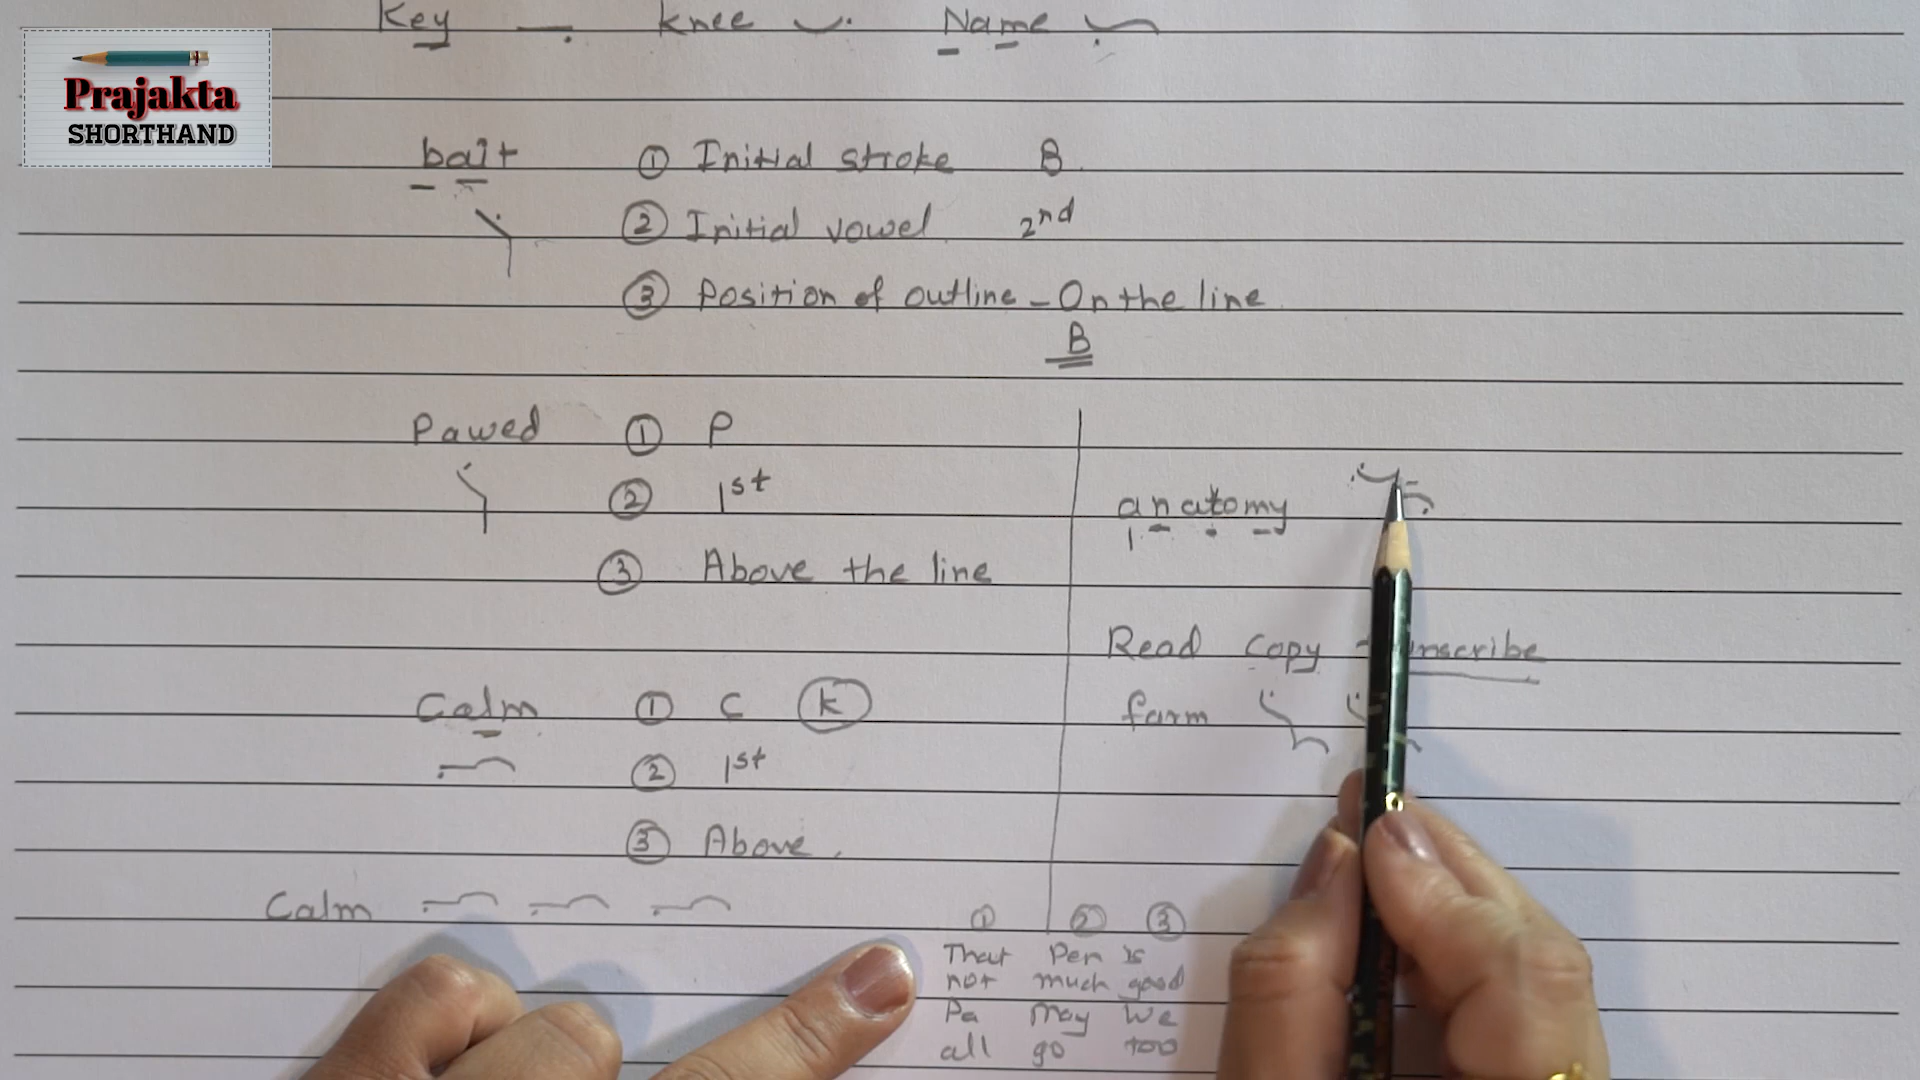 Key knee Name
Prajakta
SHORTHAND
bait ① Initial stroke B
② Initial vowel 2nd
③ Position of outline - On the line
B
Pawed ① P
② 1st
③ Above the line
anatomy
Read Copy
Calm ① C K
farm
② 1st
③ Above.
Calm
① ② ③
That Pen is
not much good
Pa may we
all go too